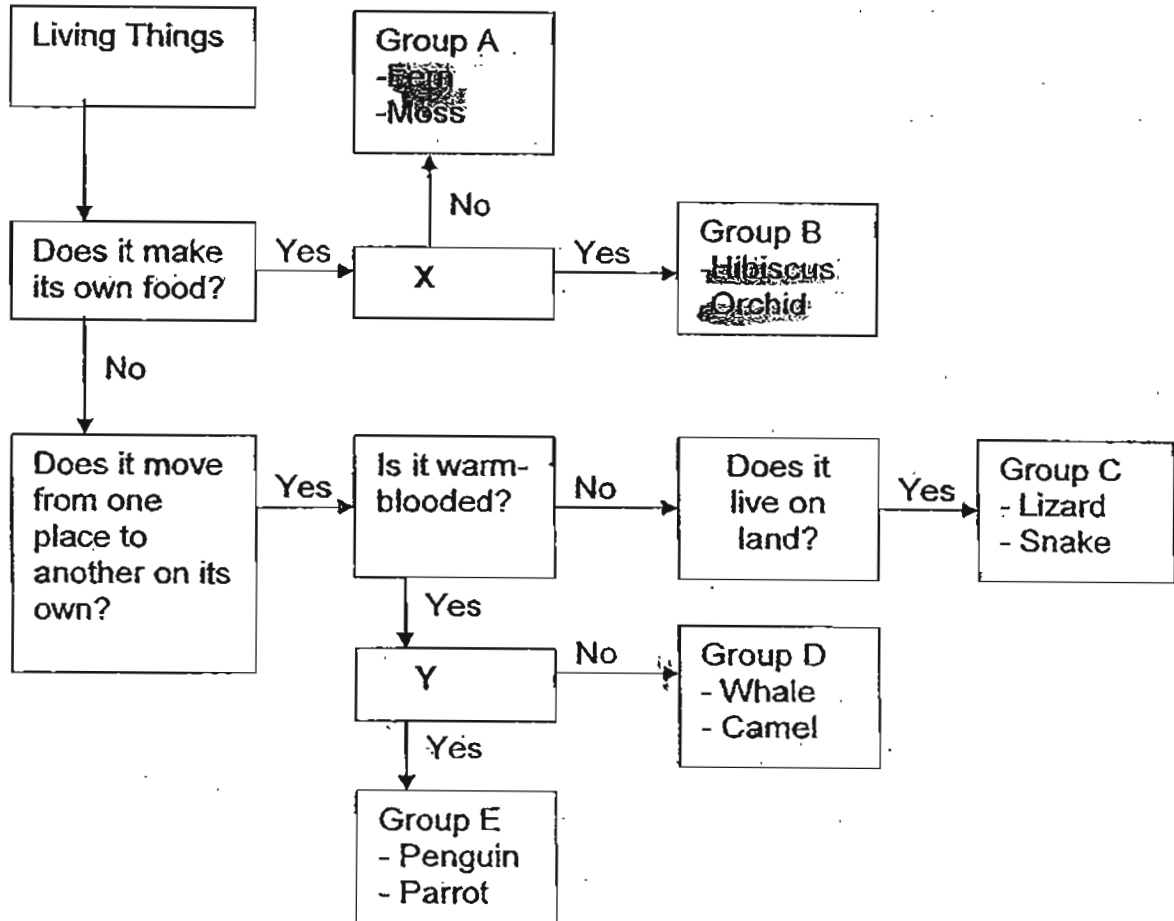 Living Things
Group A
-Fern
-Moss
No
Does it make
its own food?
Yes
X
Yes
Group B
-Hibiscus
-Orchid
No
Does it move
from one
place to
another on its
own?
Yes
Is it warm-
blooded?
No
Does it
live on
land?
Yes
Group C
- Lizard
- Snake
Yes
Y
No
Group D
- Whale
- Camel
Yes
Group E
- Penguin
- Parrot